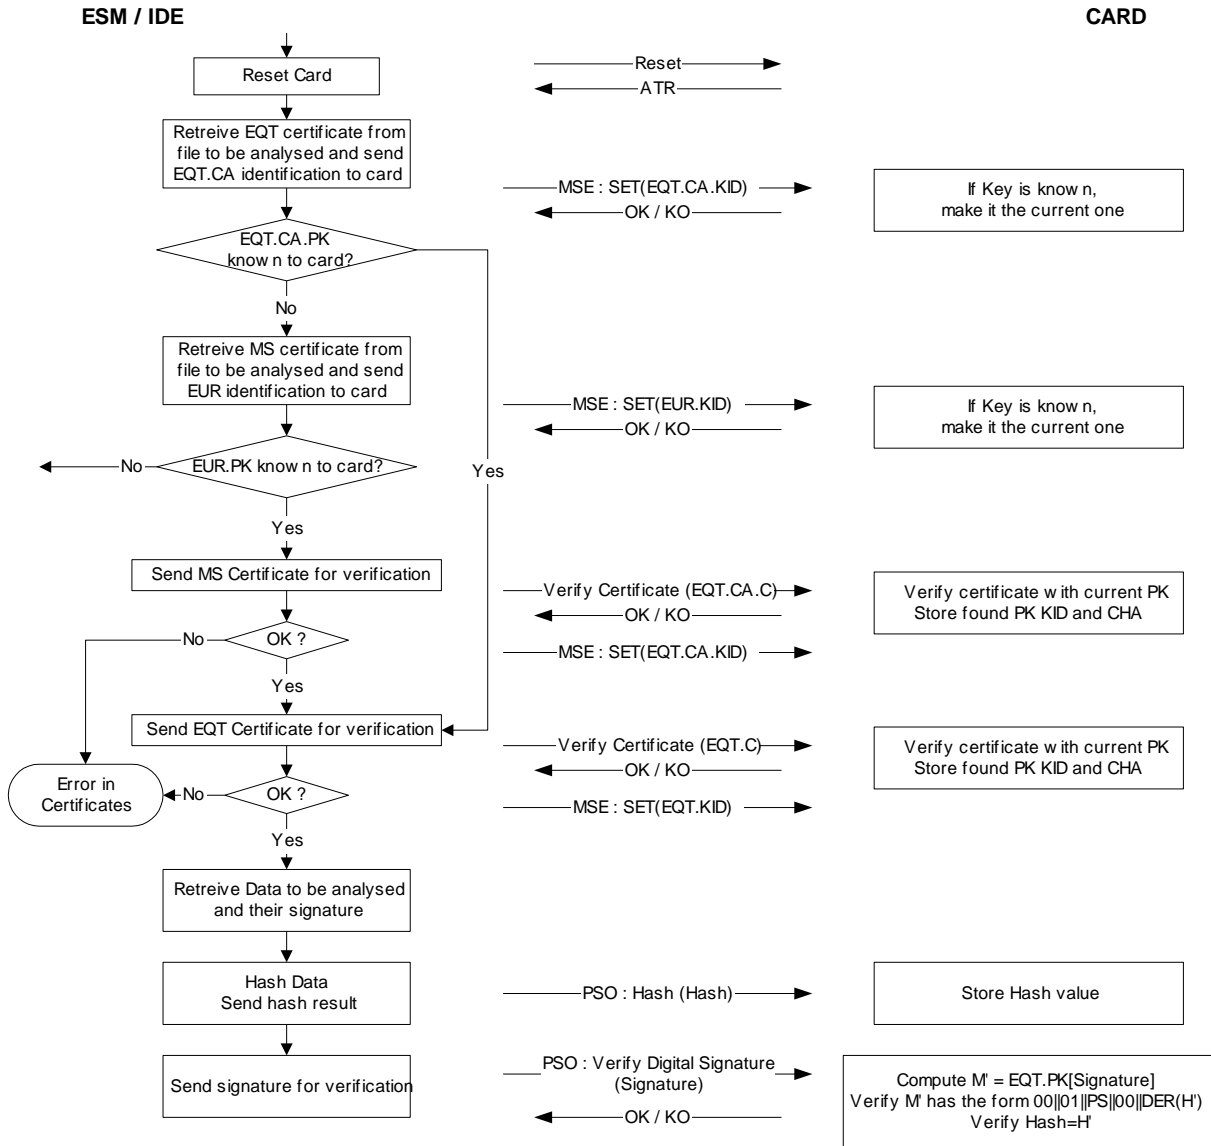 ESM / IDE
CARD
Reset Card
Reset
ATR
Retreive EQT certificate from
file to be analysed and send
EQT.CA identification to card
MSE : SET(EQT.CA.KID)
OK / KO
If Key is known,
make it the current one
EQT.CA.PK
known to card?
No
Yes
Retreive MS certificate from
file to be analysed and send
EUR identification to card
MSE : SET(EUR.KID)
OK / KO
If Key is known,
make it the current one
No
EUR.PK known to card?
Yes
Send MS Certificate for verification
Verify Certificate (EQT.CA.C)
OK / KO
Verify certificate with current PK
Store found PK KID and CHA
No
OK ?
MSE : SET(EQT.CA.KID)
Yes
Send EQT Certificate for verification
Verify Certificate (EQT.C)
OK / KO
Verify certificate with current PK
Store found PK KID and CHA
Error in
Certificates
No
OK ?
MSE : SET(EQT.KID)
Yes
Retreive Data to be analysed
and their signature
Hash Data
Send hash result
PSO : Hash (Hash)
Store Hash value
Send signature for verification
PSO : Verify Digital Signature
(Signature)
OK / KO
Compute M' = EQT.PK[Signature]
Verify M' has the form 00||01||PS||00||DER(H')
Verify Hash=H'